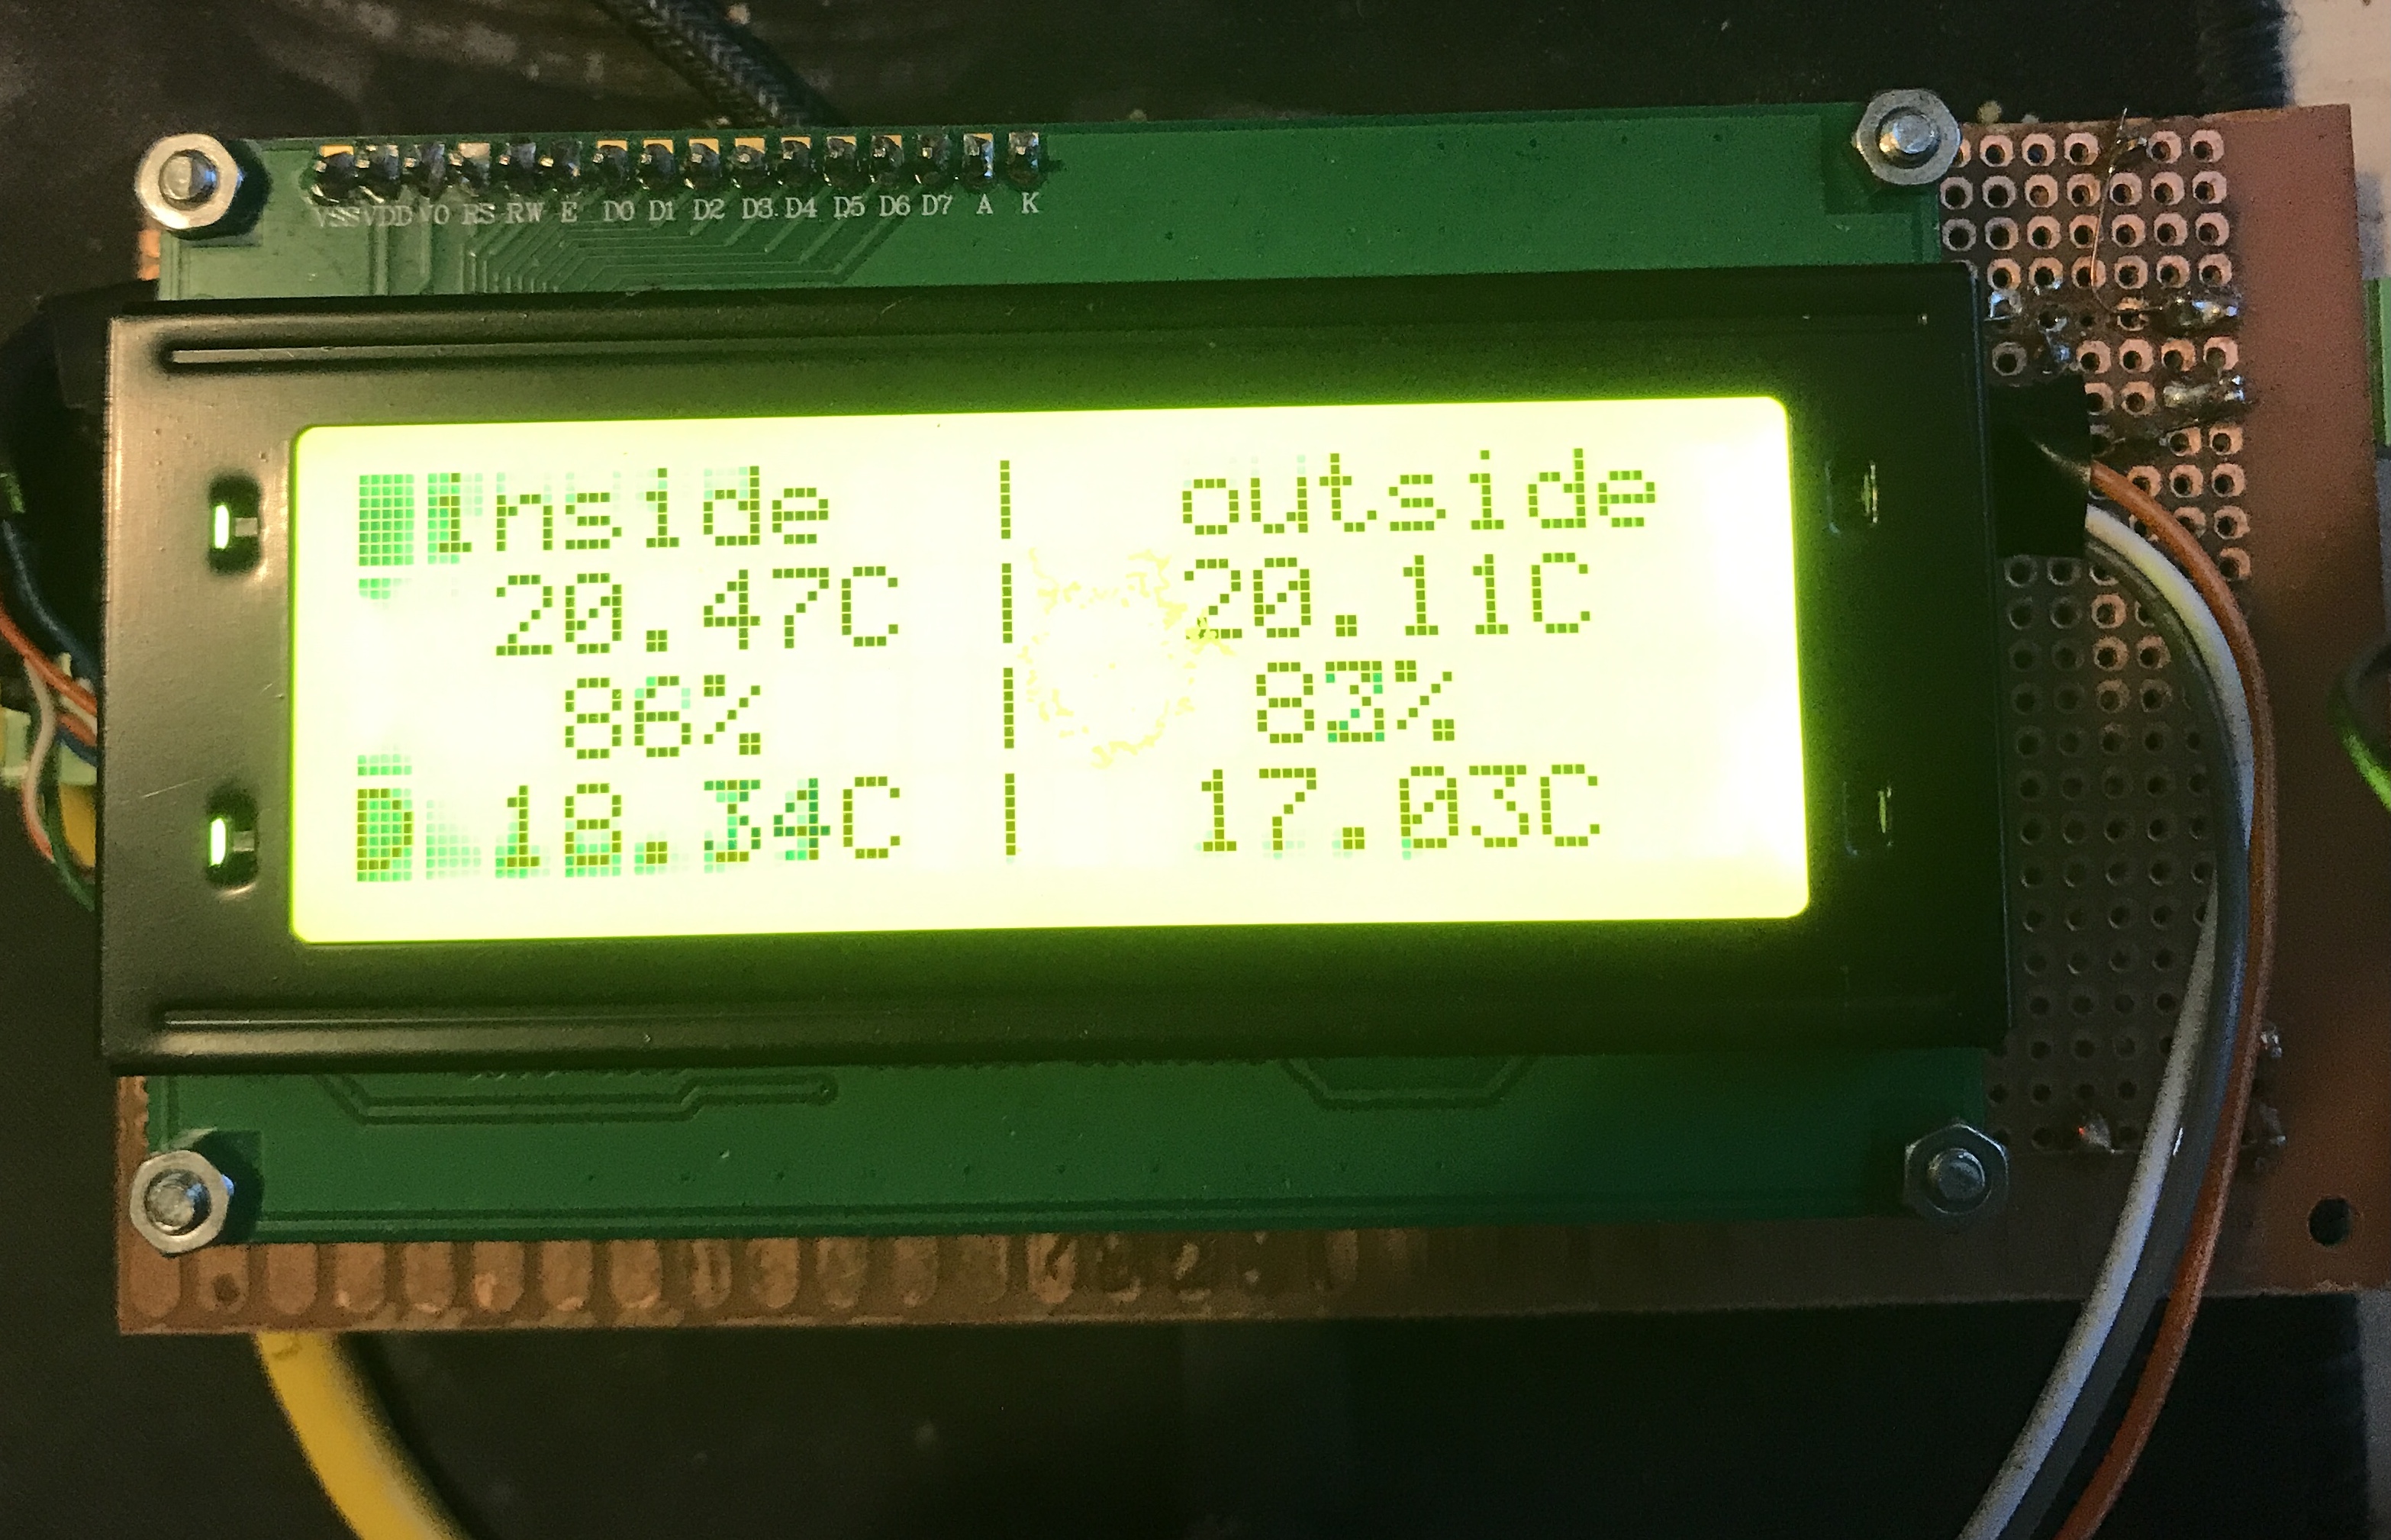 VSS VDD VO RS RW E D0 D1 D2 D3 D4 D5 D6 D7 A K
inside | outside
20.47C | 20.11C
86% |
D 18.34C | 17.03C